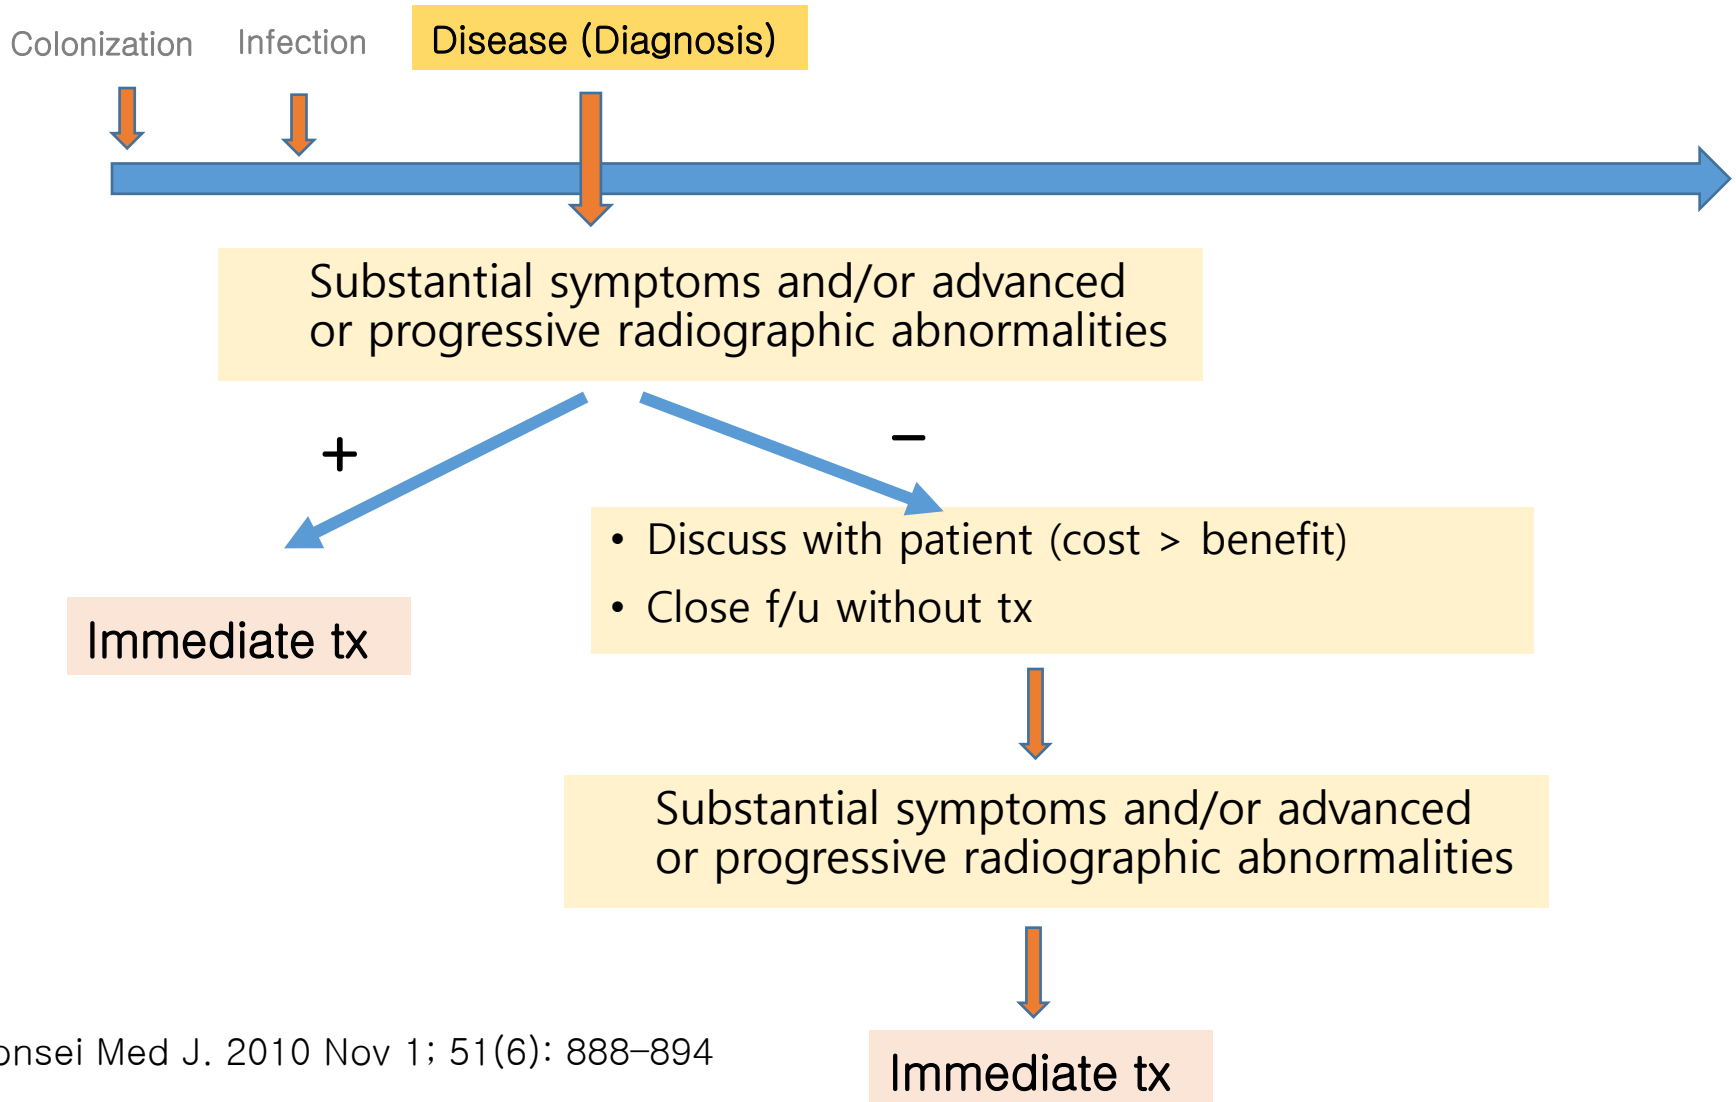 Colonization
Infection
Disease (Diagnosis)
Substantial symptoms and/or advanced
or progressive radiographic abnormalities
+
−
• Discuss with patient (cost > benefit)
• Close f/u without tx
Immediate tx
Substantial symptoms and/or advanced
or progressive radiographic abnormalities
onsei Med J. 2010 Nov 1; 51(6): 888–894
Immediate tx